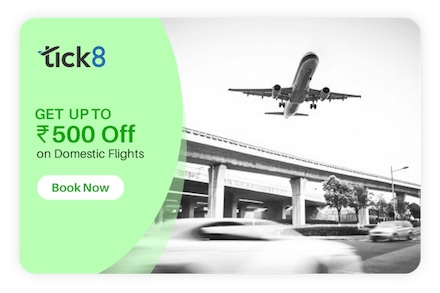 tick8
GET UP TO
₹500 Off
on Domestic Flights
Book Now